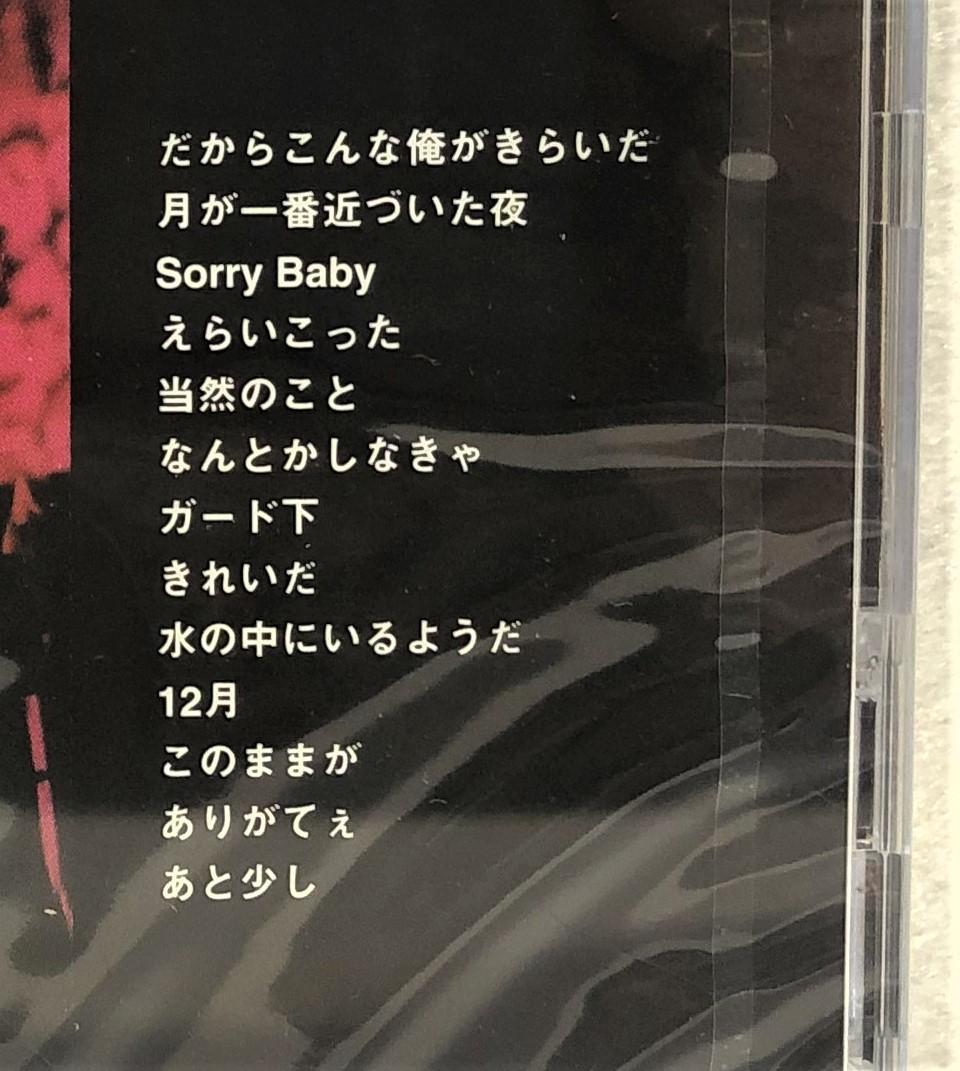 だからこんな俺がきらいだ
月が一番近づいた夜
Sorry Baby
えらいこった
当然のこと
なんとかしなきゃ
ガード下
きれいだ
水の中にいるようだ
12月
このままが
ありがてぇ
あと少し